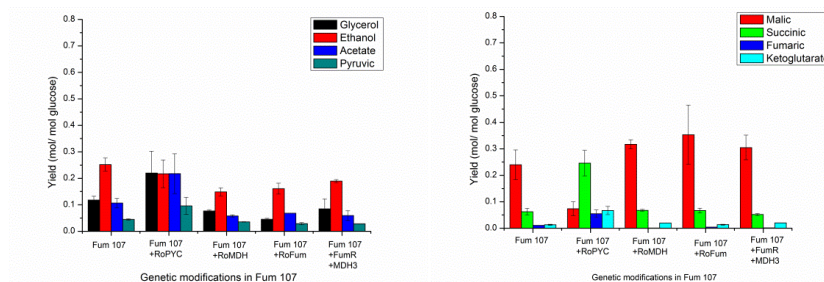 Glycerol
Ethanol
Acetate
Pyruvic
0.8
0.7
0.6
0.5
0.4
0.3
0.2
0.1
0.0
Yield (mol/ mol glucose)
Fum 107
Fum 107
+RoPYC
Fum 107
+RoMDH
Fum 107
+RoFum
Fum 107
+FumR
+MDH3
Genetic modifications in Fum 107
Malic
Succinic
Fumaric
Ketoglutarate
0.8
0.7
0.6
0.5
0.4
0.3
0.2
0.1
0.0
Yield (mol/ mol glucose)
Fum 107
Fum 107
+RoPYC
Fum 107
+RoMDH
Fum 107
+RoFum
Fum 107
+FumR
+MDH3
Genetic modifications in Fum 107